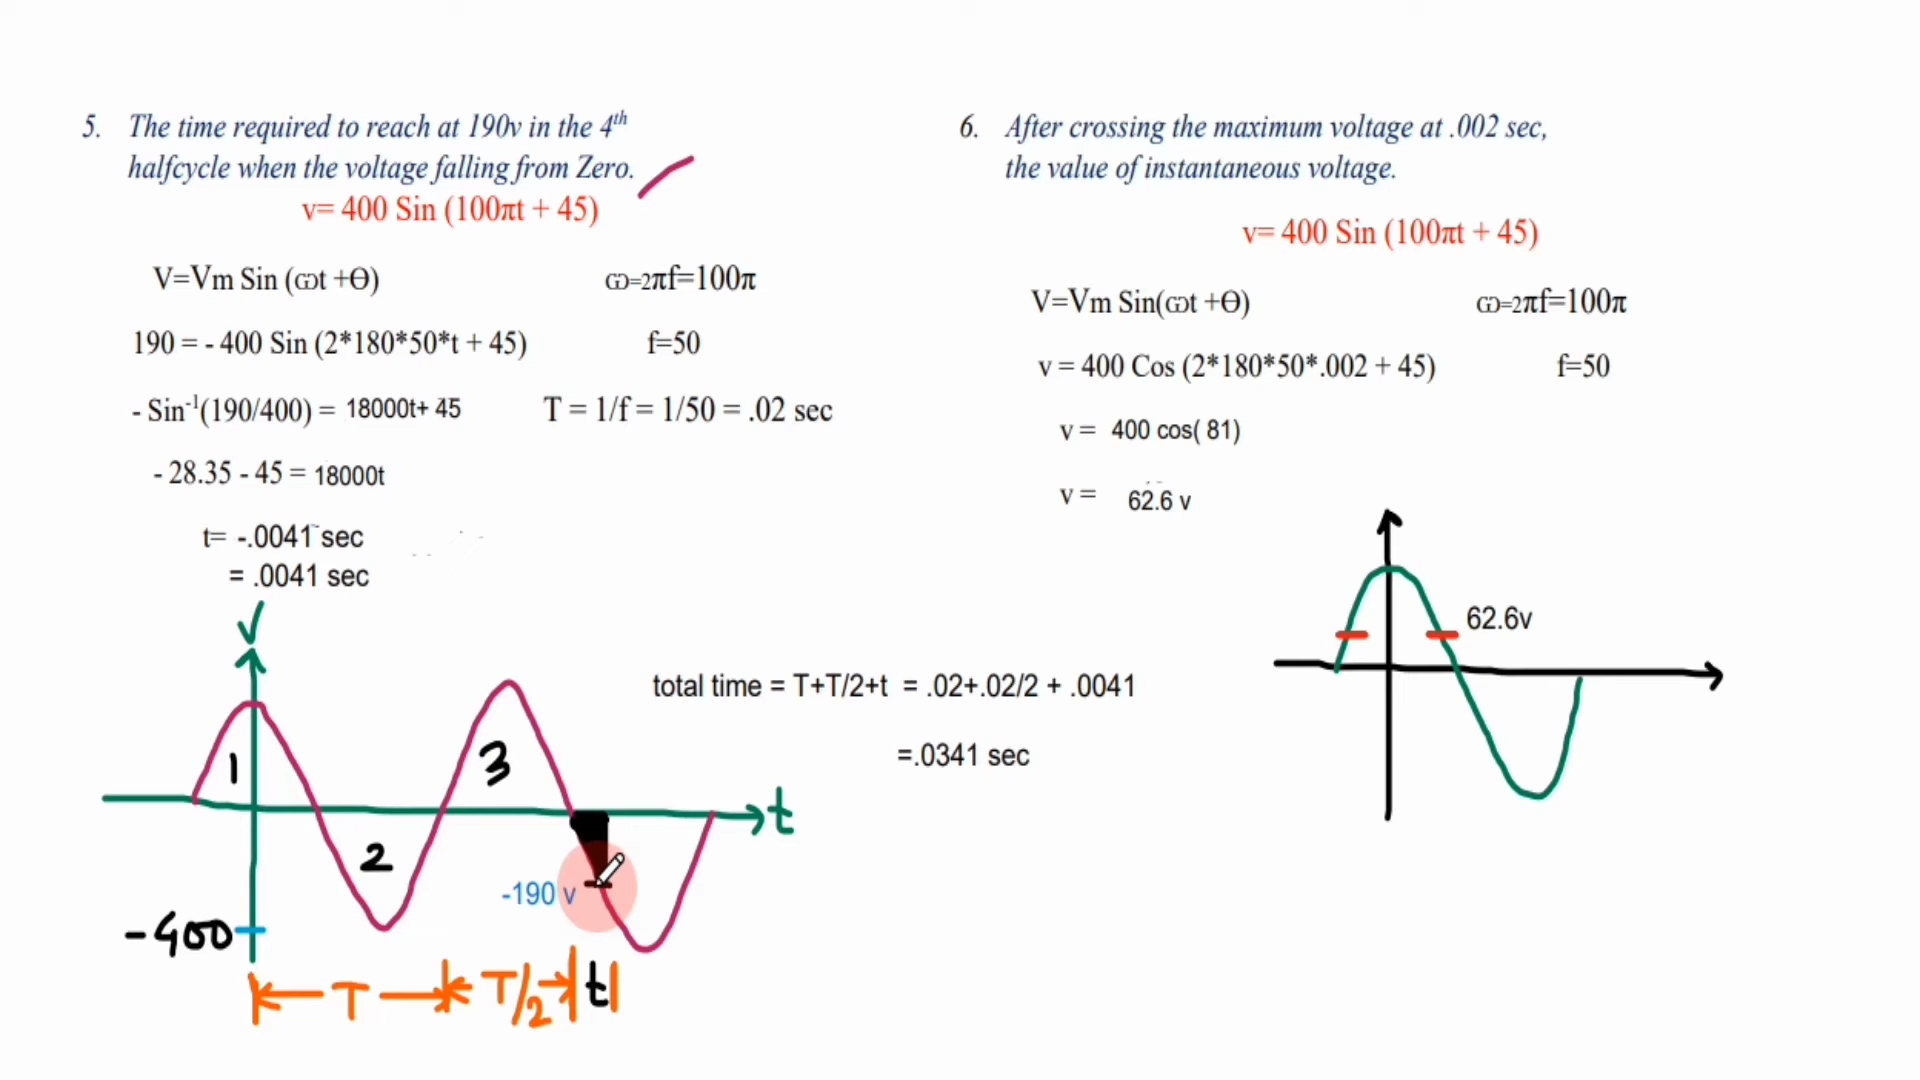 5. The time required to reach at 190v in the 4th
halfcycle when the voltage falling from Zero.
v= 400 Sin (100πt + 45)
V=Vm Sin (ѡt +Ɵ) ѡ=2πf=100π
190 = - 400 Sin (2*180*50*t + 45) f=50
- Sin-1(190/400) = 18000t+ 45 T = 1/f = 1/50 = .02 sec
- 28.35 - 45 = 18000t
t= -.0041 sec
= .0041 sec
V
1
2
3
t
-190 v
-400
T T/2 t
total time = T+T/2+t = .02+.02/2 + .0041
=.0341 sec
6. After crossing the maximum voltage at .002 sec,
the value of instantaneous voltage.
v= 400 Sin (100πt + 45)
V=Vm Sin(ѡt +Ɵ) ѡ=2πf=100π
v = 400 Cos (2*180*50*.002 + 45) f=50
v = 400 cos( 81)
v = 62.6 v
62.6v